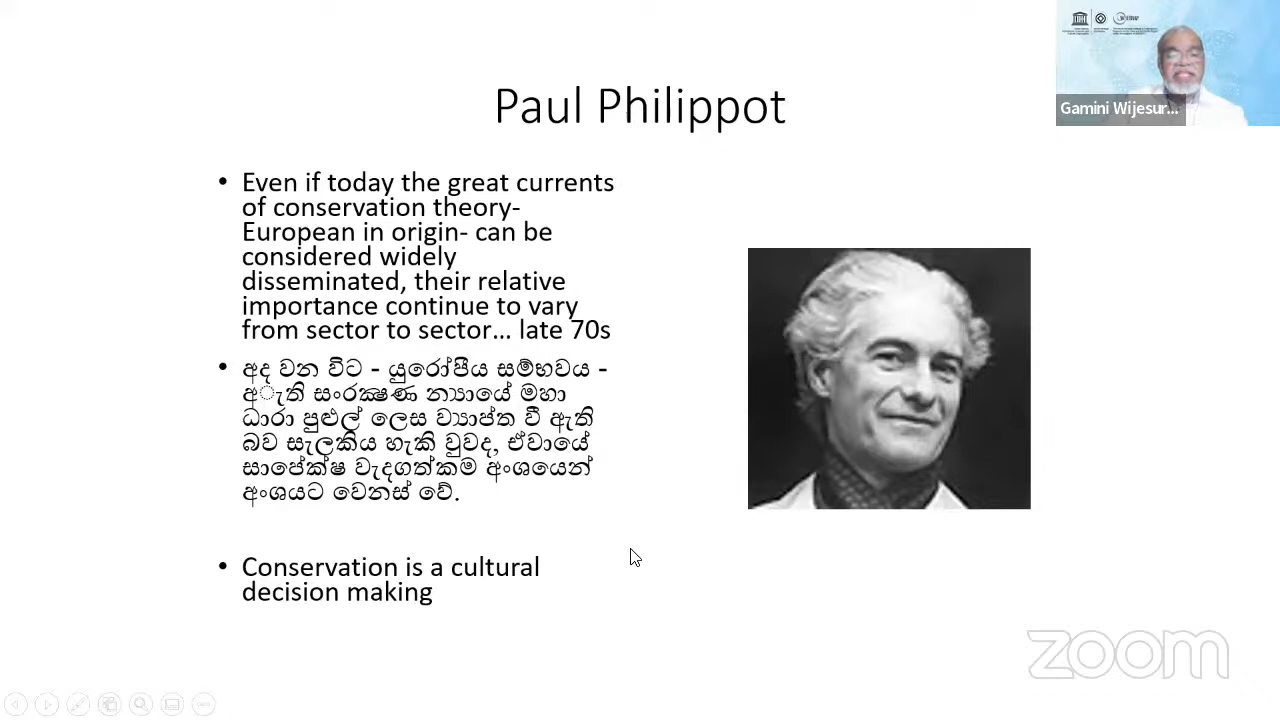 Paul Philippot
Gamini Wijesur...
• Even if today the great currents
of conservation theory-
European in origin- can be
considered widely
disseminated, their relative
importance continue to vary
from sector to sector... late 70s
• අද වන විට - යුරෝපීය සම්භවය -
අැති සංරක්‍ෂණ න්‍යායේ මහා
ධාරා පුළුල් ලෙස ව්‍යාප්ත වී ඇති
බව සැලකිය හැකි වුවද, ඒවායේ
සාපේක්ෂ වැදගත්කම අංශයෙන්
අංශයට වෙනස් වේ.
• Conservation is a cultural
decision making
zoom